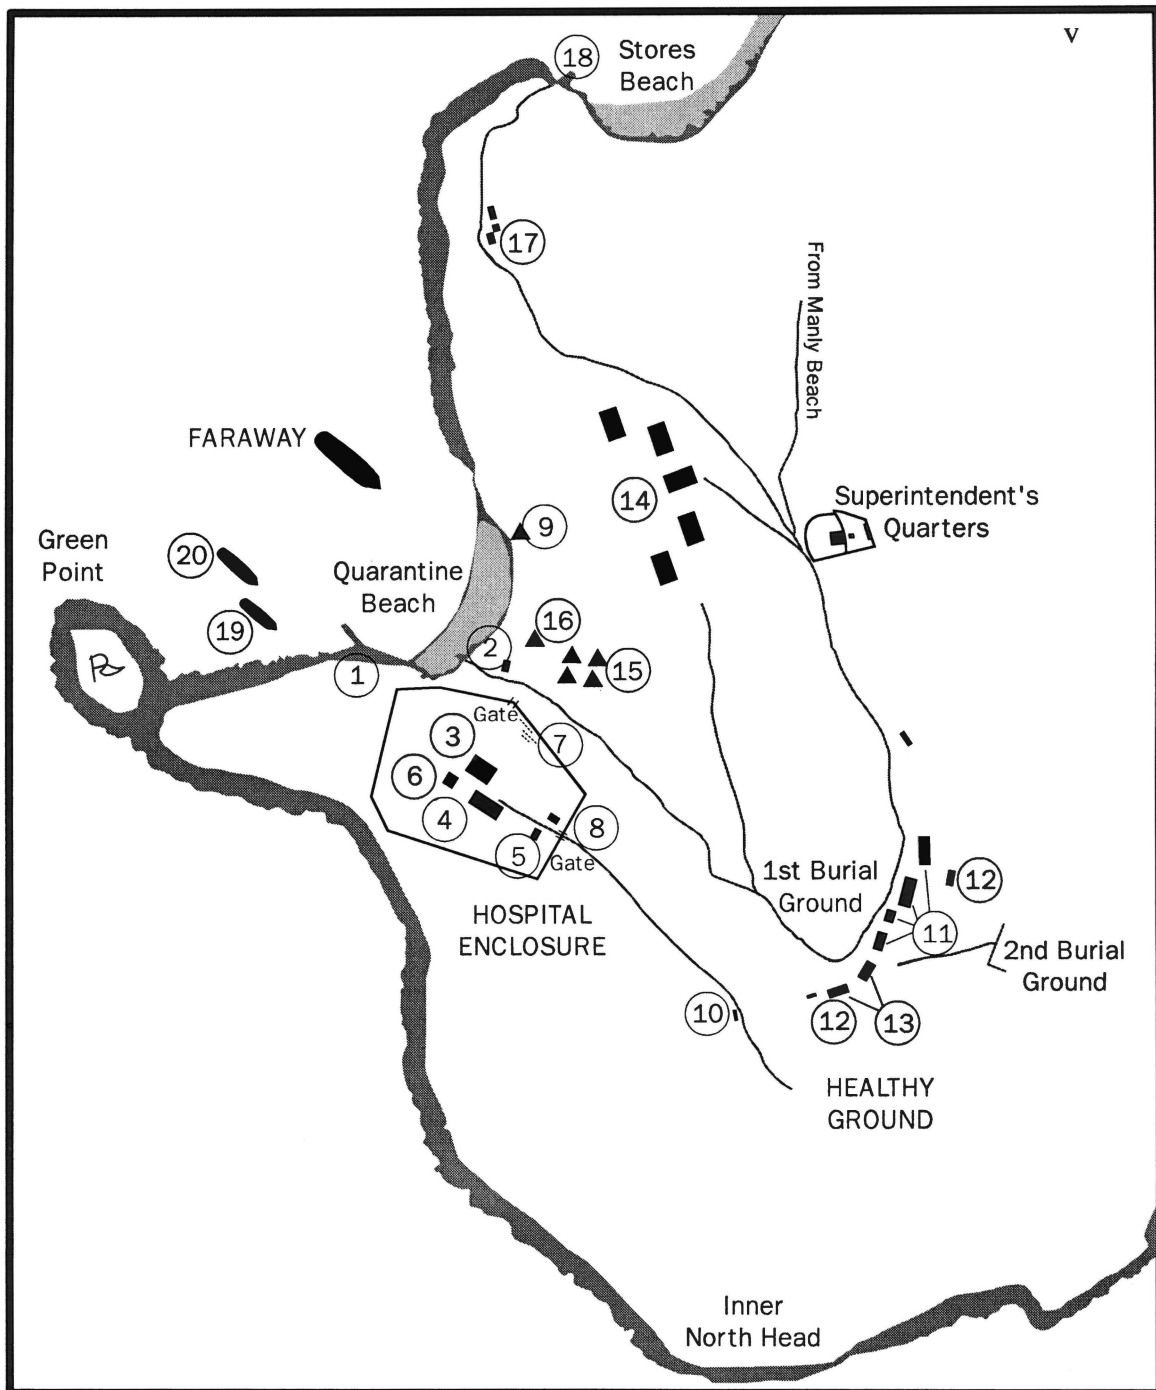 v
18
Stores
Beach
17
From Manly Beach
FARAWAY
14
Superintendent's
Quarters
9
Green
Point
20
Quarantine
Beach
19
16
2
15
1
Gate
3
7
6
4
8
5
Gate
1st Burial
Ground
12
11
HOSPITAL
ENCLOSURE
2nd Burial
Ground
10
12
13
HEALTHY
GROUND
Inner
North Head